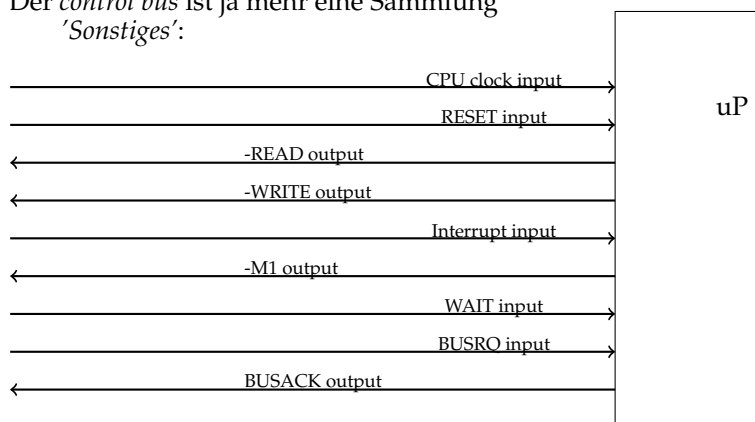 Der control bus ist ja mehr eine Sammlung
'Sonstiges':
CPU clock input
uP
RESET input
-READ output
-WRITE output
Interrupt input
-M1 output
WAIT input
BUSRQ input
BUSACK output